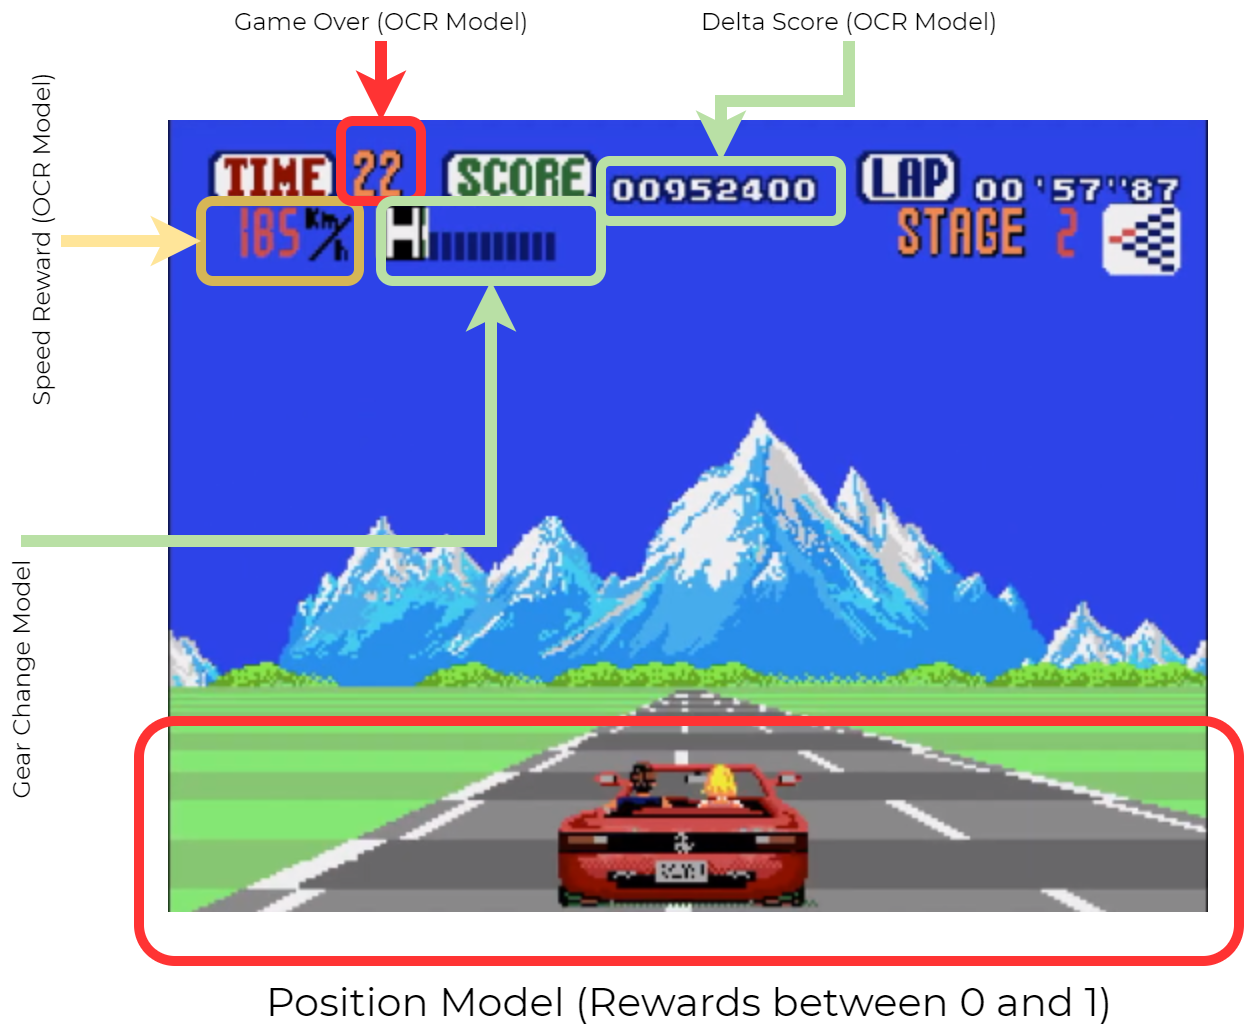 Game Over (OCR Model)
Delta Score (OCR Model)
Speed Reward (OCR Model)
TIME 22 SCORE 00952400 LAP 00'57"87
185 Km/h H STAGE 2
Gear Change Model
Position Model (Rewards between 0 and 1)